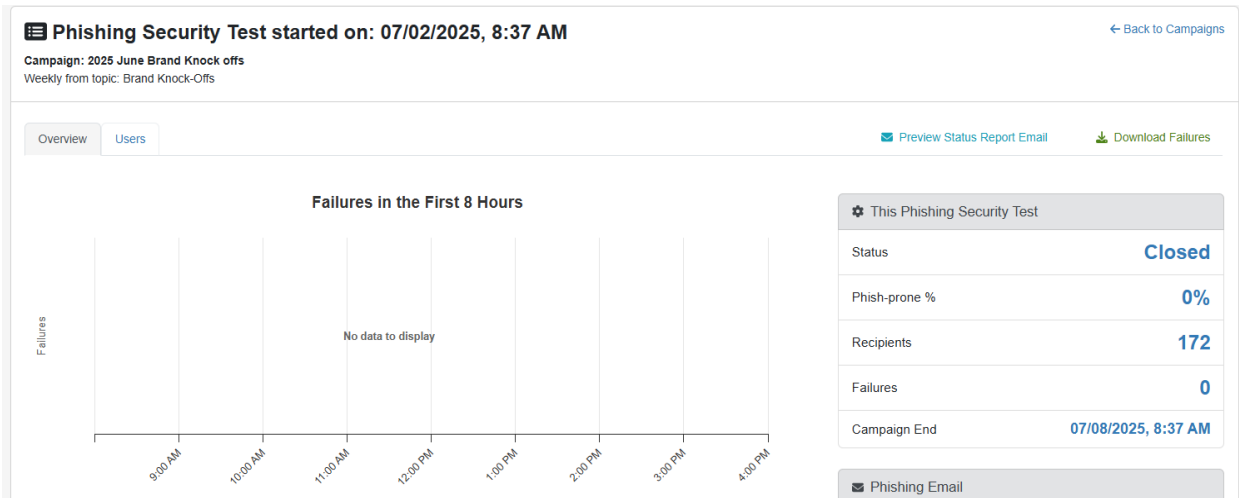 Phishing Security Test started on: 07/02/2025, 8:37 AM
Back to Campaigns
Campaign: 2025 June Brand Knock offs
Weekly from topic: Brand Knock-Offs
Overview
Users
Preview Status Report Email
Download Failures
Failures in the First 8 Hours
Failures
No data to display
9:00 AM
10:00 AM
11:00 AM
12:00 PM
1:00 PM
2:00 PM
3:00 PM
4:00 PM
This Phishing Security Test
Status Closed
Phish-prone % 0%
Recipients 172
Failures 0
Campaign End 07/08/2025, 8:37 AM
Phishing Email